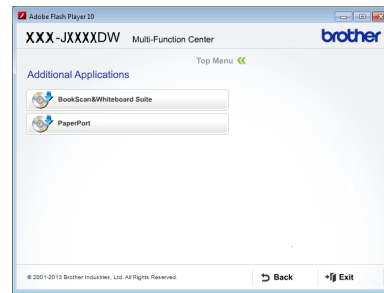 Adobe Flash Player 10
XXX-JXXXXDW Multi-Function Center
brother
Top Menu
Additional Applications
BookScan&Whiteboard Suite
PaperPort
© 2001-2013 Brother Industries, Ltd. All Rights Reserved.
Back
Exit